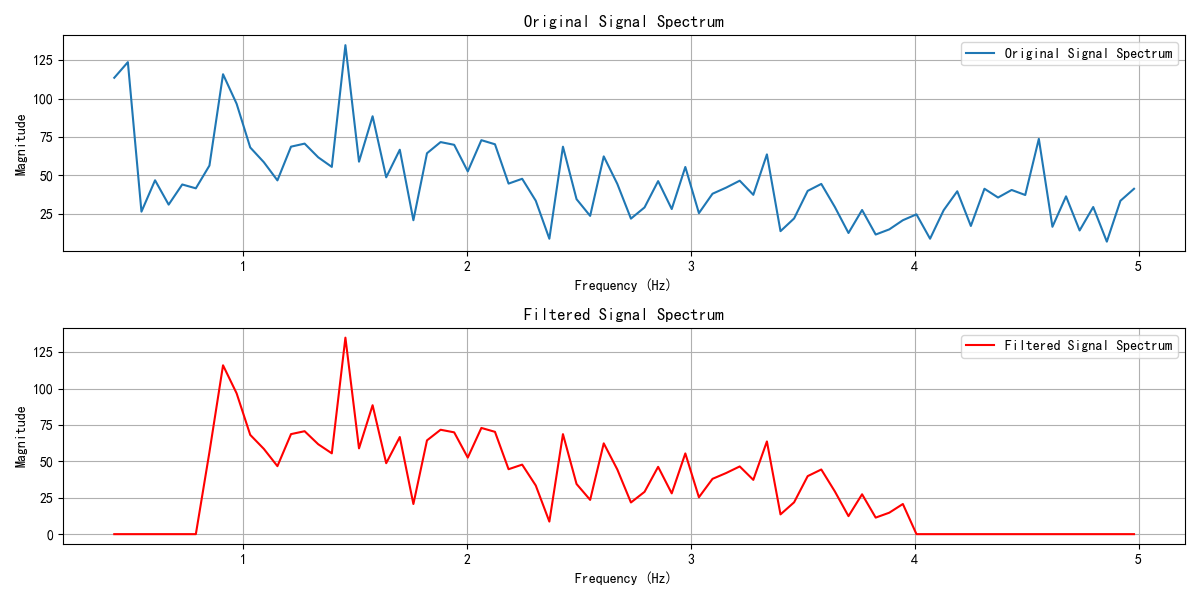 Original Signal Spectrum
Original Signal Spectrum
Magnitude
125
100
75
50
25
1 2 3 4 5
Frequency (Hz)
Filtered Signal Spectrum
Filtered Signal Spectrum
Magnitude
125
100
75
50
25
0
1 2 3 4 5
Frequency (Hz)